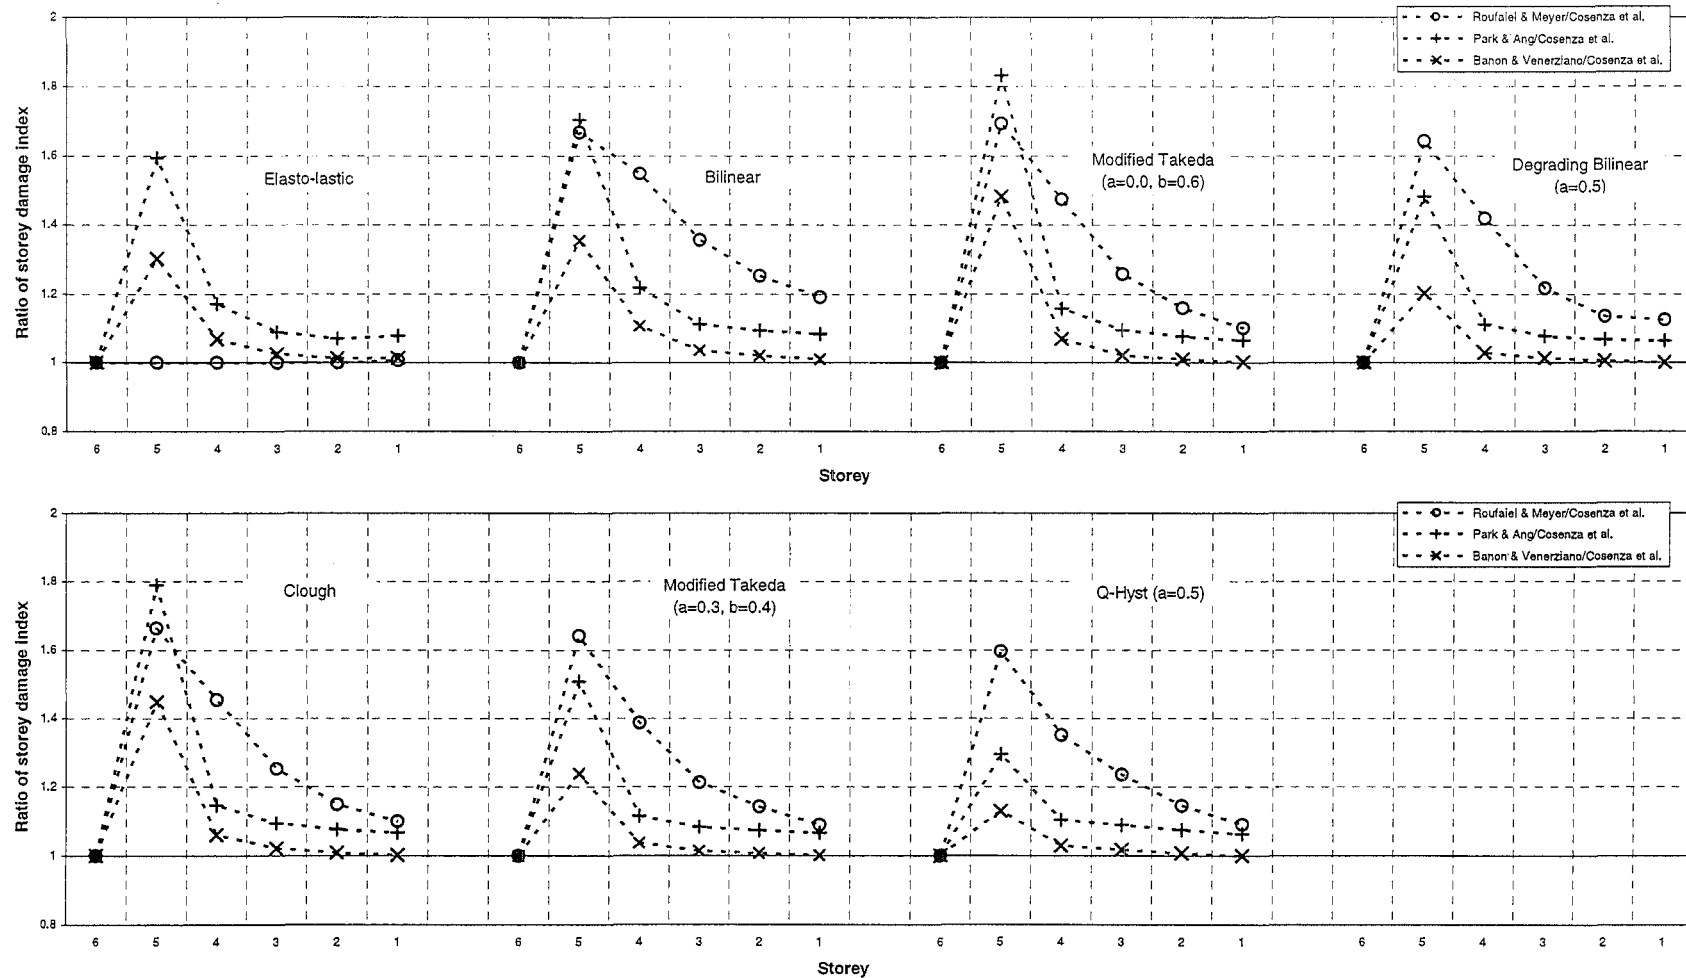 2
1.8
1.6
1.4
1.2
1
0.8
Ratio of storey damage index
Roufaiel & Meyer/Cosenza et al.
Park & Ang/Cosenza et al.
Banon & Venerziano/Cosenza et al.
Elasto-lastic
Bilinear
Modified Takeda
(a=0.0, b=0.6)
Degrading Bilinear
(a=0.5)
6 5 4 3 2 1 6 5 4 3 2 1 6 5 4 3 2 1 6 5 4 3 2 1
Storey
2
1.8
1.6
1.4
1.2
1
0.8
Ratio of storey damage index
Roufaiel & Meyer/Cosenza et al.
Park & Ang/Cosenza et al.
Banon & Venerziano/Cosenza et al.
Clough
Modified Takeda
(a=0.3, b=0.4)
Q-Hyst (a=0.5)
6 5 4 3 2 1 6 5 4 3 2 1 6 5 4 3 2 1 6 5 4 3 2 1
Storey